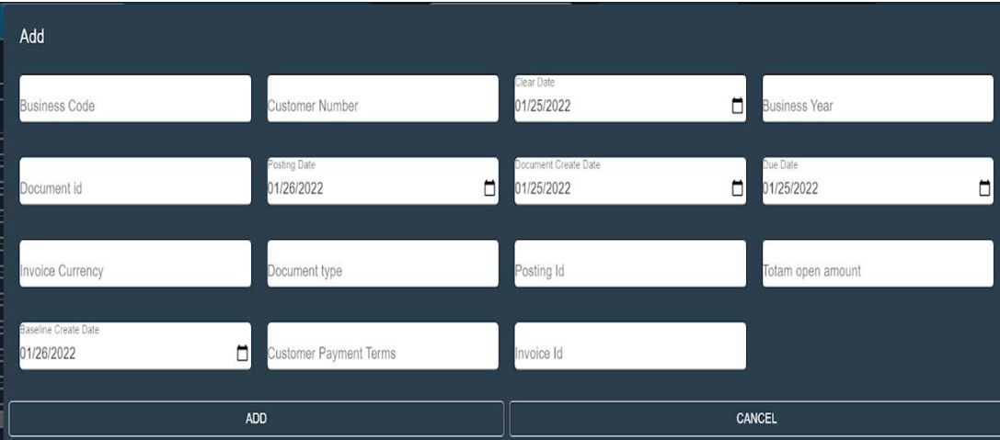 Add
Business Code
Customer Number
Clear Date
01/25/2022
Business Year
Document id
Posting Date
01/26/2022
Document Create Date
01/25/2022
Due Date
01/25/2022
Invoice Currency
Document type
Posting Id
Totam open amount
Baseline Create Date
01/26/2022
Customer Payment Terms
Invoice Id
ADD
CANCEL